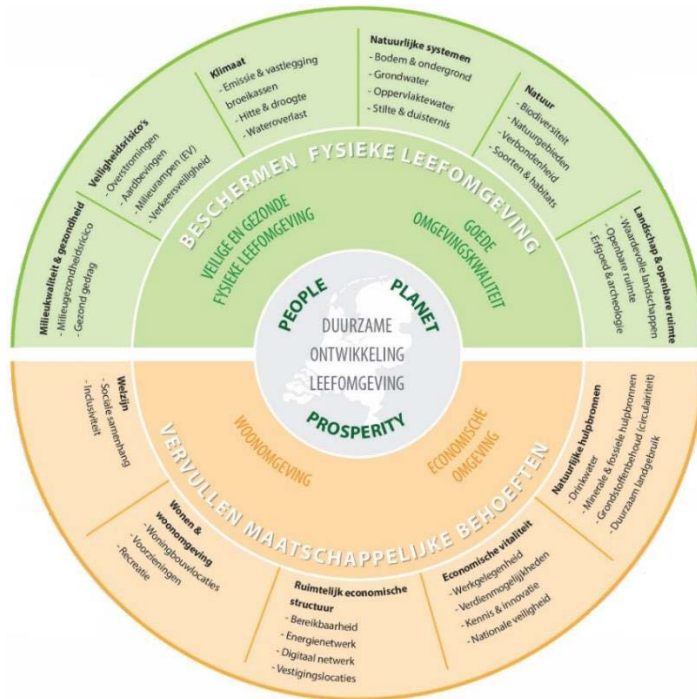 Milieukwaliteit & gezondheid
- Milieugezondheidsricico
- Gezond gedrag
Veiligheidsrisico's
- Overstromingen
- Aardbevingen
- Milieurampen (EV)
- Verkeersveiligheid
Klimaat
- Emissie & vastlegging
broeikassen
- Hitte & droogte
- Wateroverlast
Natuurlijke systemen
- Bodem & ondergrond
- Grondwater
- Oppervlaktewater
- Stilte & duisternis
Natuur
- Biodiversiteit
- Natuurgebieden
- Verbondenheid
- Soorten & habitats
Landschap & openbare ruimte
- Waardevolle landschappen
- Openbare ruimte
- Erfgoed & archeologie
BESCHERMEN FYSIEKE LEEFOMGEVING
VEILIGE EN GEZONDE
FYSIEKE LEEFOMGEVING
GOEDE
OMGEVINGSKWALITEIT
PEOPLE
PLANET
DUURZAME
ONTWIKKELING
LEEFOMGEVING
PROSPERITY
WOONOMGEVING
ECONOMISCHE
OMGEVING
VERVULLEN MAATSCHAPPELIJKE BEHOEFTEN
Welzijn
- Sociale samenhang
- Inclusiviteit
Wonen &
woonomgeving
- Woningbouwlocaties
- Voorzieningen
- Recreatie
Ruimtelijk economische
structuur
- Bereikbaarheid
- Energienetwerk
- Digitaal netwerk
- Vestigingslocaties
Economische vitaliteit
- Werkgelegenheid
- Verdienmogelijkheden
- Kennis & innovatie
- Nationale veiligheid
Natuurlijke hulpbronnen
- Drinkwater
- Minerale & fossiele hulpbronnen
- Grondstoffenbehoud (circulairiteit)
- Duurzaam landgebruik